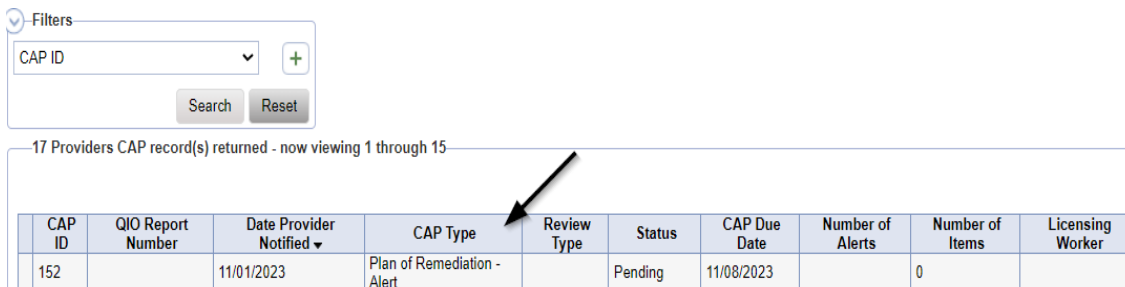 Filters
CAP ID
+
Search Reset
17 Providers CAP record(s) returned - now viewing 1 through 15
CAP ID QIO Report Number Date Provider Notified CAP Type Review Type Status CAP Due Date Number of Alerts Number of Items Licensing Worker
152 11/01/2023 Plan of Remediation - Alert Pending 11/08/2023 0